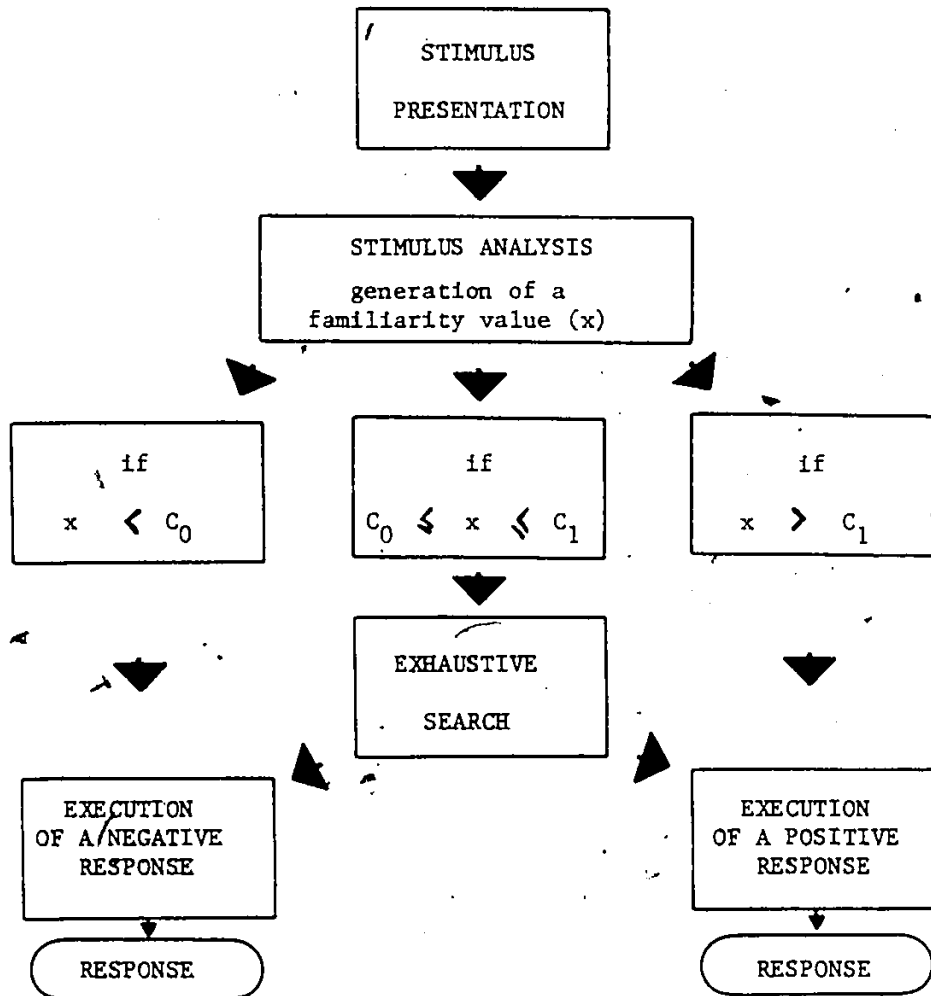 STIMULUS
PRESENTATION
STIMULUS ANALYSIS
generation of a
familiarity value (x)
if
x < C0
if
C0 ≤ x ≤ C1
if
x > C1
EXHAUSTIVE
SEARCH
EXECUTION
OF A NEGATIVE
RESPONSE
EXECUTION
OF A POSITIVE
RESPONSE
RESPONSE
RESPONSE